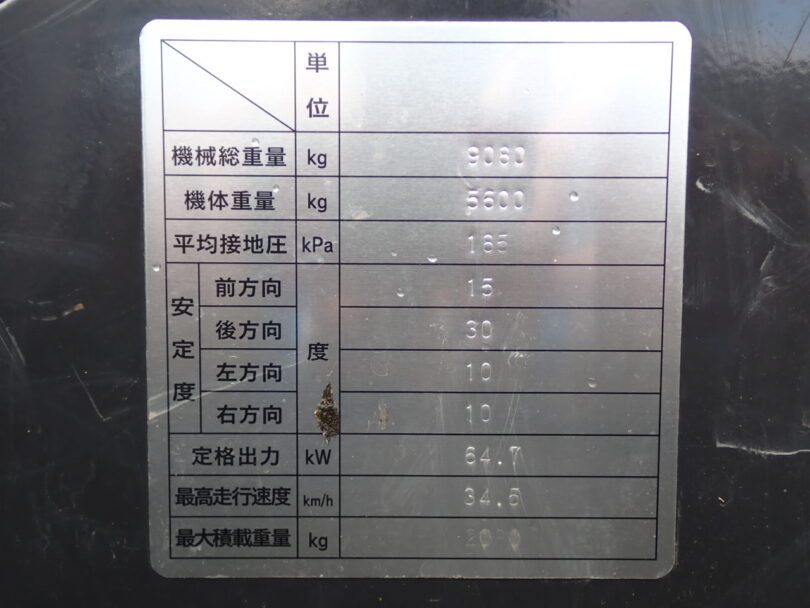 単位
機械総重量 kg 9060
機体重量 kg 5600
平均接地圧 kPa 165
安定度 度
前方向 15
後方向 30
左方向 10
右方向 10
定格出力 kW 64.7
最高走行速度 km/h 34.5
最大積載重量 kg